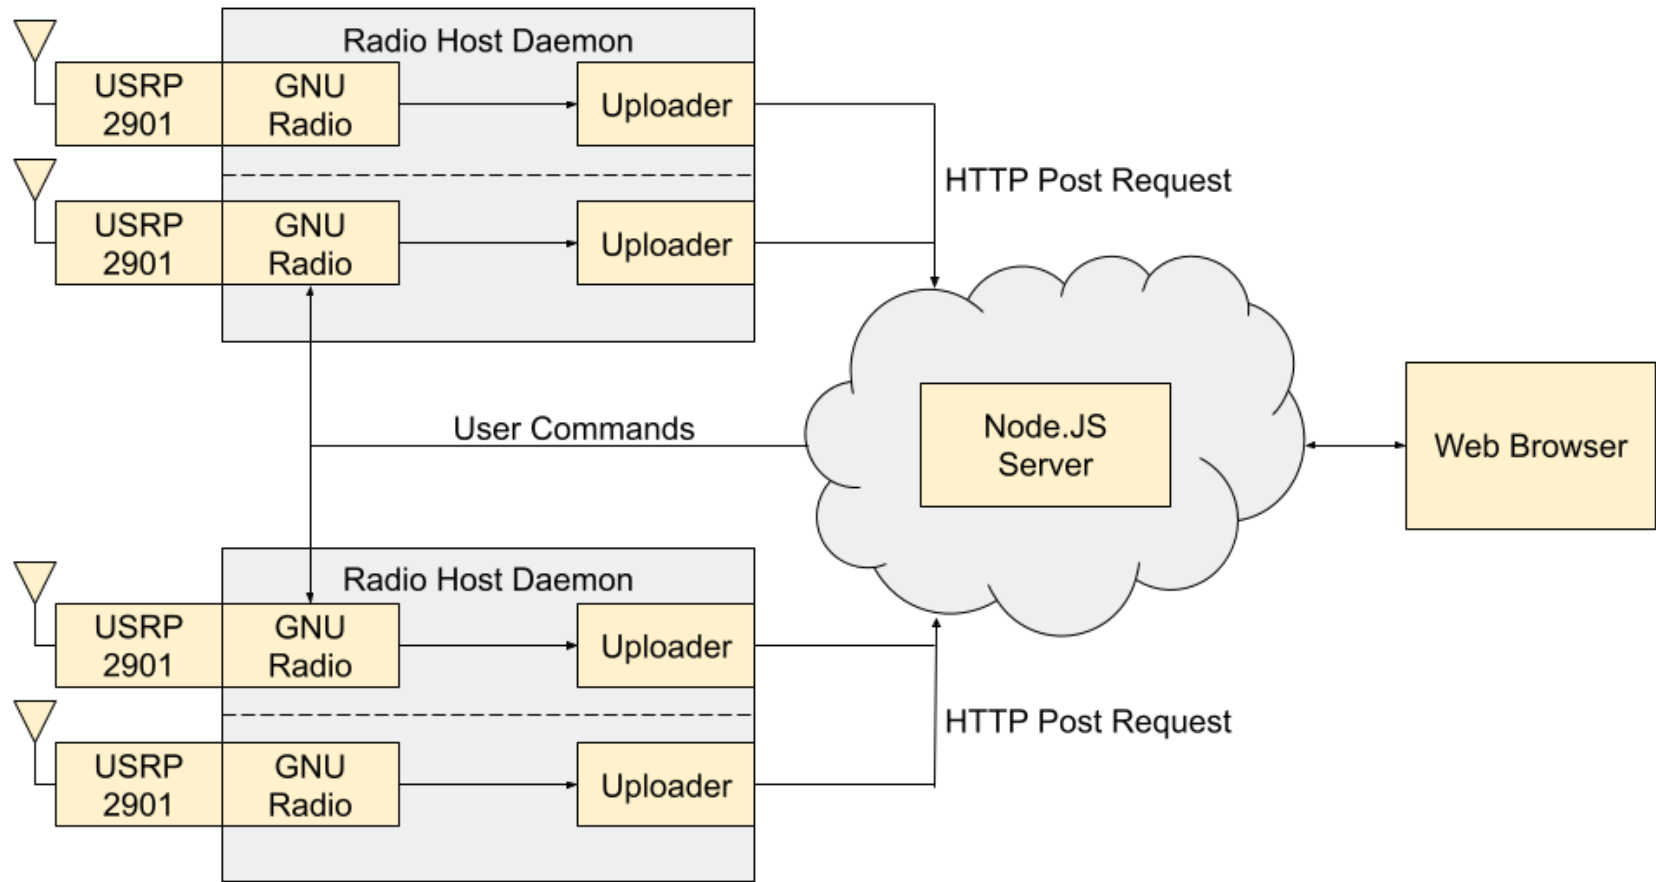 Radio Host Daemon
USRP
2901
GNU
Radio
Uploader
USRP
2901
GNU
Radio
Uploader
HTTP Post Request
User Commands
Node.JS
Server
Web Browser
Radio Host Daemon
USRP
2901
GNU
Radio
Uploader
USRP
2901
GNU
Radio
Uploader
HTTP Post Request